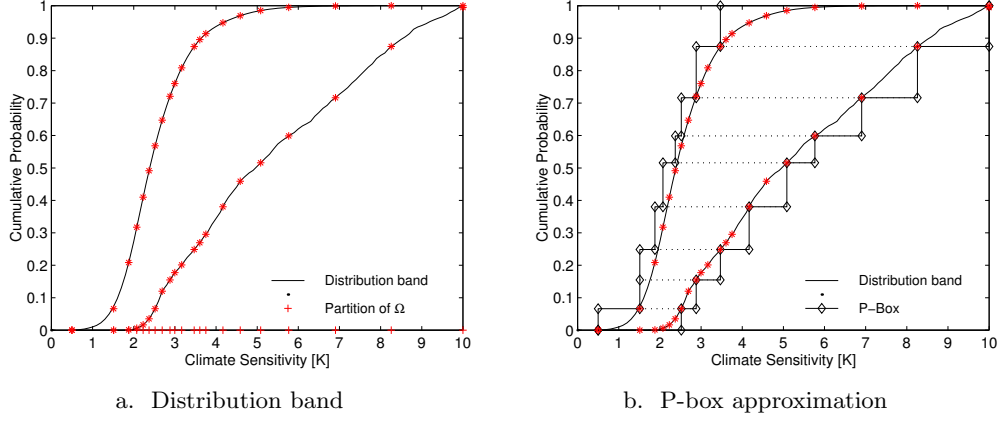 1
0.9
0.8
0.7
0.6
0.5
0.4
0.3
0.2
0.1
0
Cumulative Probability
0 1 2 3 4 5 6 7 8 9 10
Climate Sensitivity [K]
Distribution band
Partition of Ω
a. Distribution band
1
0.9
0.8
0.7
0.6
0.5
0.4
0.3
0.2
0.1
0
Cumulative Probability
0 1 2 3 4 5 6 7 8 9 10
Climate Sensitivity [K]
Distribution band
P−Box
b. P-box approximation